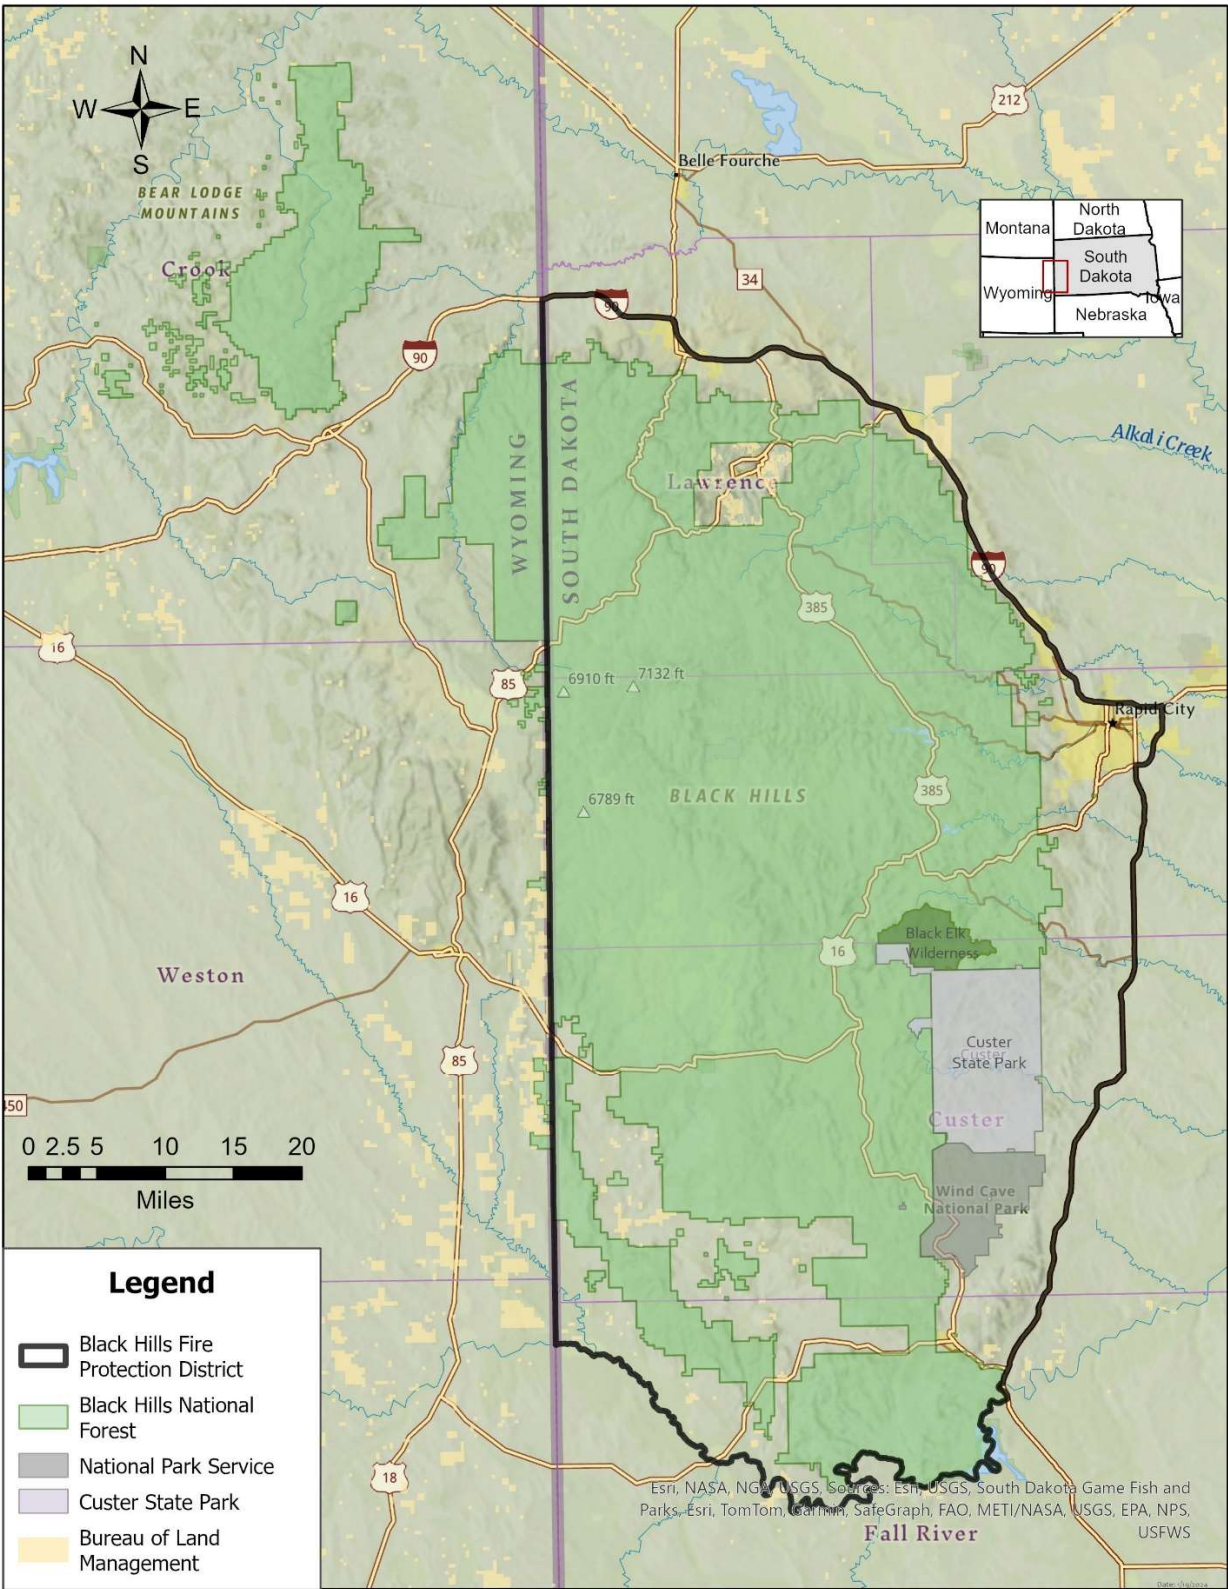 N
W E
S
212
Belle Fourche
BEAR LODGE
MOUNTAINS
Crook
Montana
North
Dakota
South
Dakota
Wyoming
Iowa
Nebraska
34
90
90
Alkali Creek
WYOMING
SOUTH DAKOTA
Lawrence
90
385
16
85
6910 ft
7132 ft
Rapid City
6789 ft
BLACK HILLS
385
16
Black Elk
Wilderness
16
Weston
Custer
State Park
Custer
85
450
Custer
0 2.5 5 10 15 20
Miles
Wind Cave
National Park
Legend
Black Hills Fire
Protection District
Black Hills National
Forest
National Park Service
Custer State Park
Bureau of Land
Management
18
Esri, NASA, NGA, USGS, Sources: Esri, USGS, South Dakota Game Fish and
Parks, Esri, TomTom, Garmin, SafeGraph, FAO, METI/NASA, USGS, EPA, NPS,
USFWS
Fall River